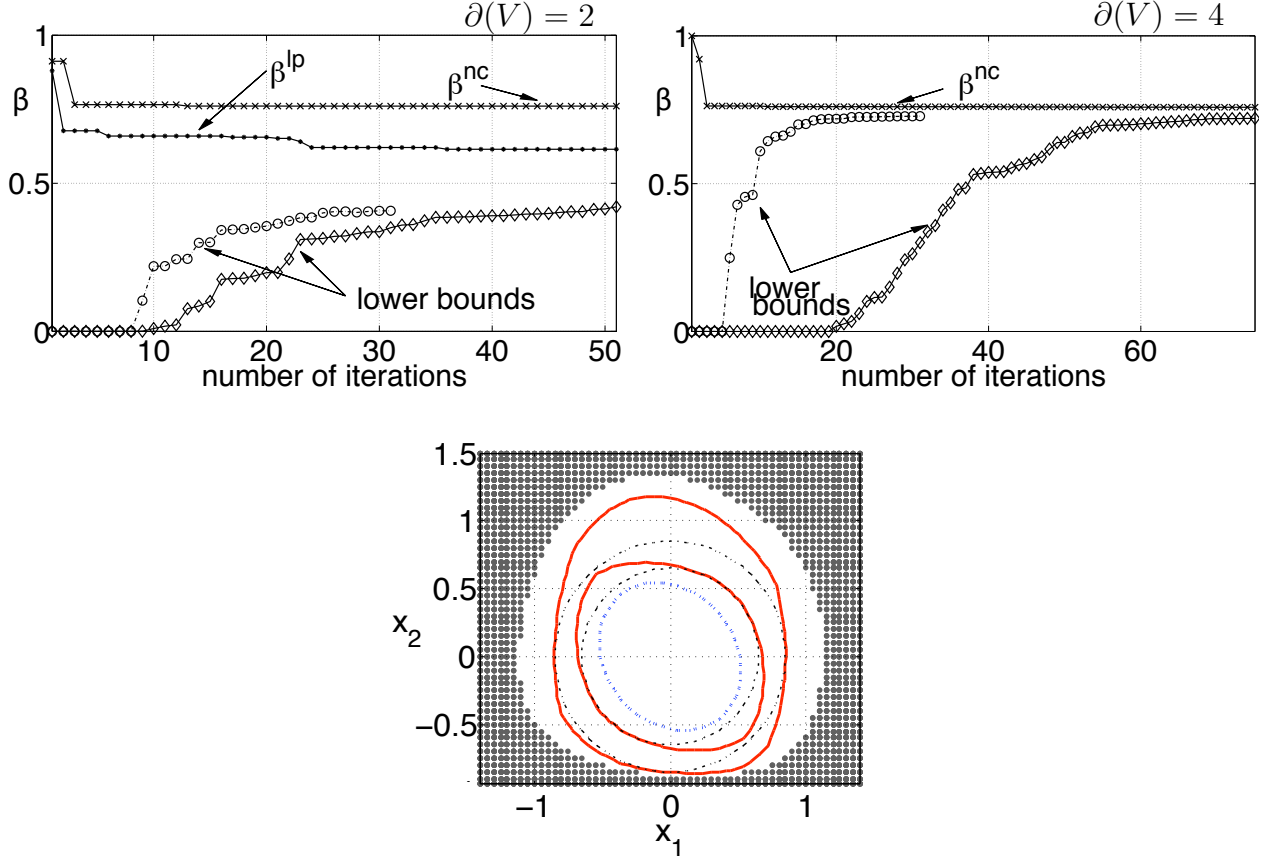 ∂(V) = 2
1
β^lp
β^nc
β
0.5
lower bounds
0
10 20 30 40 50
number of iterations
∂(V) = 4
1
β^nc
β
0.5
lower
bounds
0
20 40 60
number of iterations
1.5
1
0.5
x_2
0
−0.5
−1 0 1
x_1